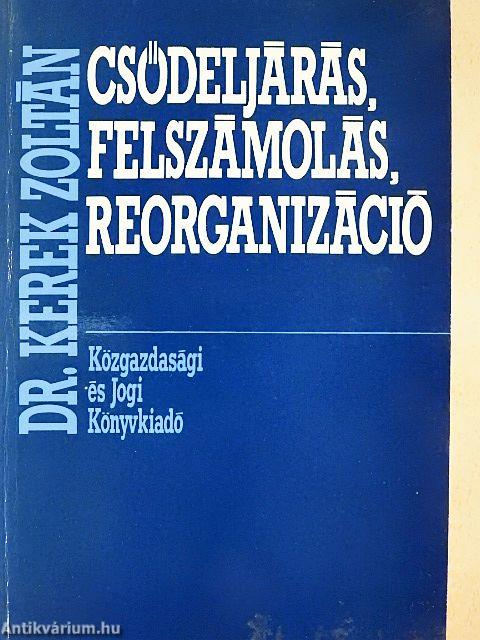 DR. KEREK ZOLTÁN
CSŐDELJÁRÁS,
FELSZÁMOLÁS,
REORGANIZÁCIÓ
Közgazdasági
és Jogi
Könyvkiadó
Antikvárium.hu